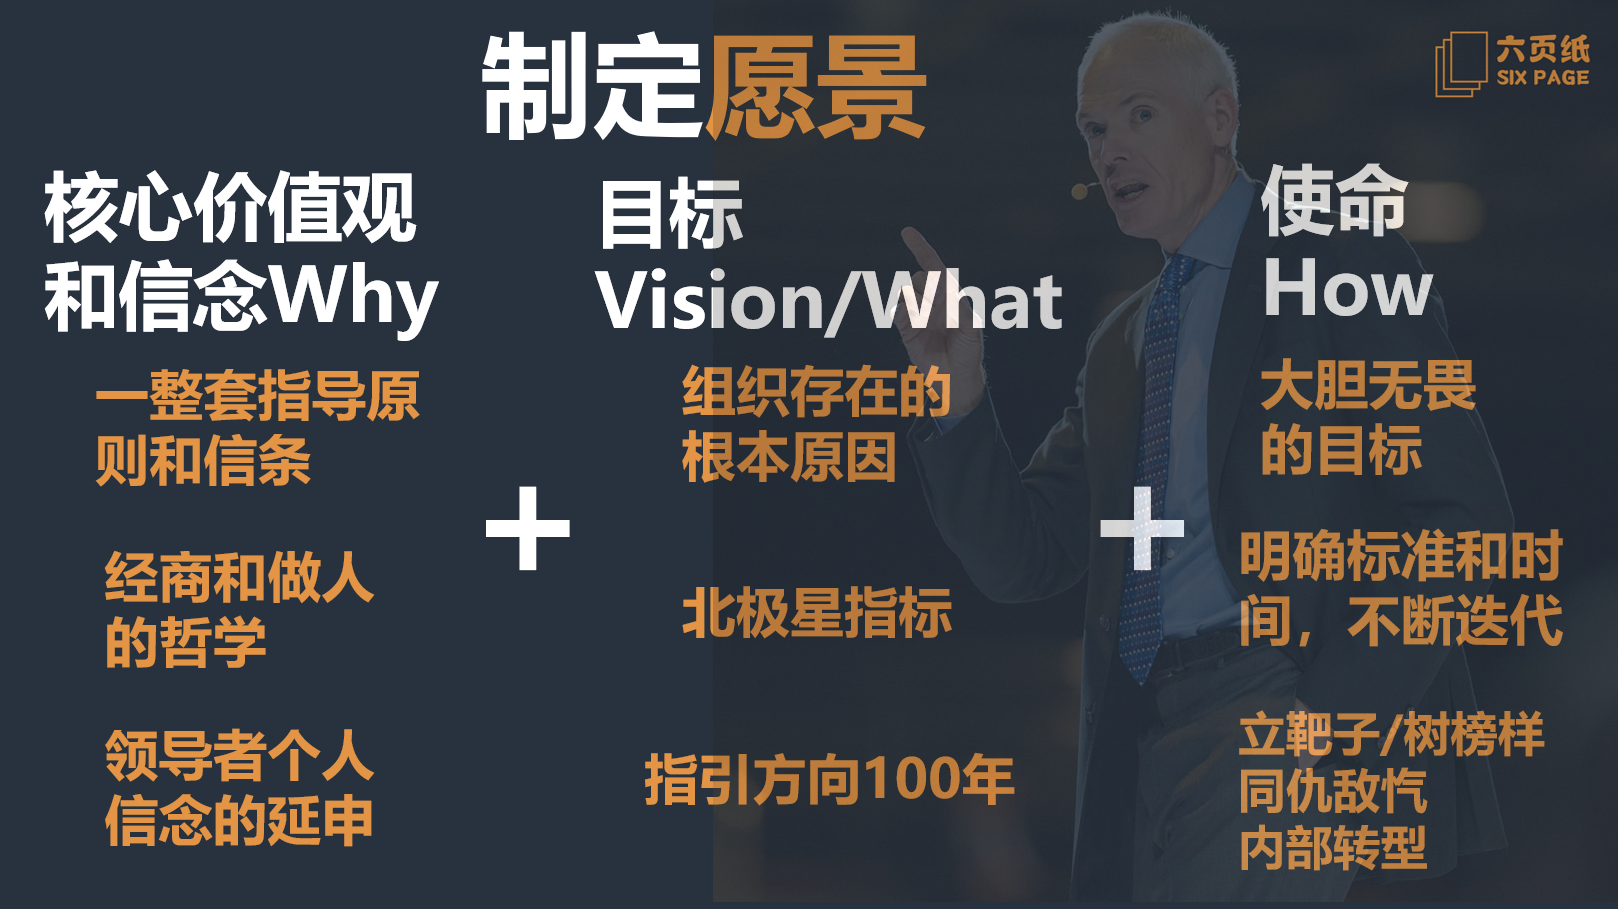 制定愿景
六页纸
SIX PAGE
核心价值观
和信念Why
一整套指导原
则和信条
经商和做人
的哲学
领导者个人
信念的延申
+
目标
Vision/What
组织存在的
根本原因
北极星指标
指引方向100年
+
使命
How
大胆无畏
的目标
明确标准和时
间，不断迭代
立靶子/树榜样
同仇敌忾
内部转型